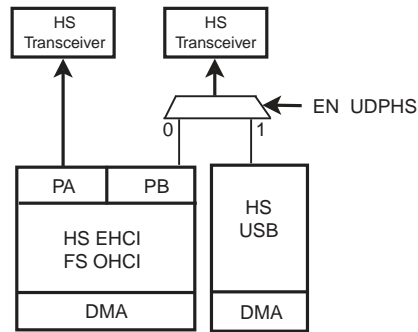 HS
Transceiver
HS
Transceiver
EN UDPHS
0
1
PA
PB
HS EHCI
FS OHCI
DMA
HS
USB
DMA